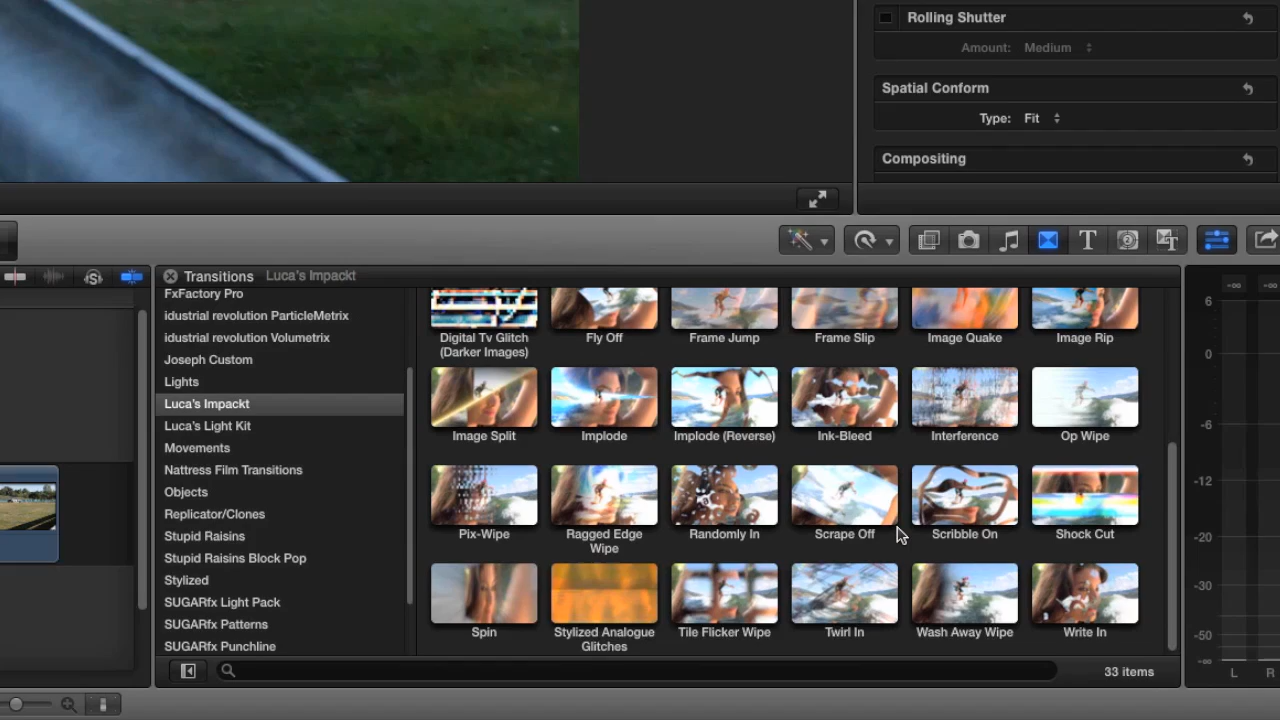 Rolling Shutter
Amount: Medium
Spatial Conform
Type: Fit
Compositing
Transitions Luca's Impackt
FxFactory Pro
idustrial revolution ParticleMetrix
idustrial revolution Volumetrix
Joseph Custom
Lights
Luca's Impackt
Luca's Light Kit
Movements
Nattress Film Transitions
Objects
Replicator/Clones
Stupid Raisins
Stupid Raisins Block Pop
Stylized
SUGARfx Light Pack
SUGARfx Patterns
SUGARfx Punchline
Digital Tv Glitch
(Darker Images)
Fly Off
Frame Jump
Frame Slip
Image Quake
Image Rip
Image Split
Implode
Implode (Reverse)
Ink-Bleed
Interference
Op Wipe
Pix-Wipe
Ragged Edge
Wipe
Randomly In
Scrape Off
Scribble On
Shock Cut
Spin
Stylized Analogue
Glitches
Tile Flicker Wipe
Twirl In
Wash Away Wipe
Write In
33 items
-∞ -∞
6
0
-6
-12
-20
-30
-50
-∞
L R